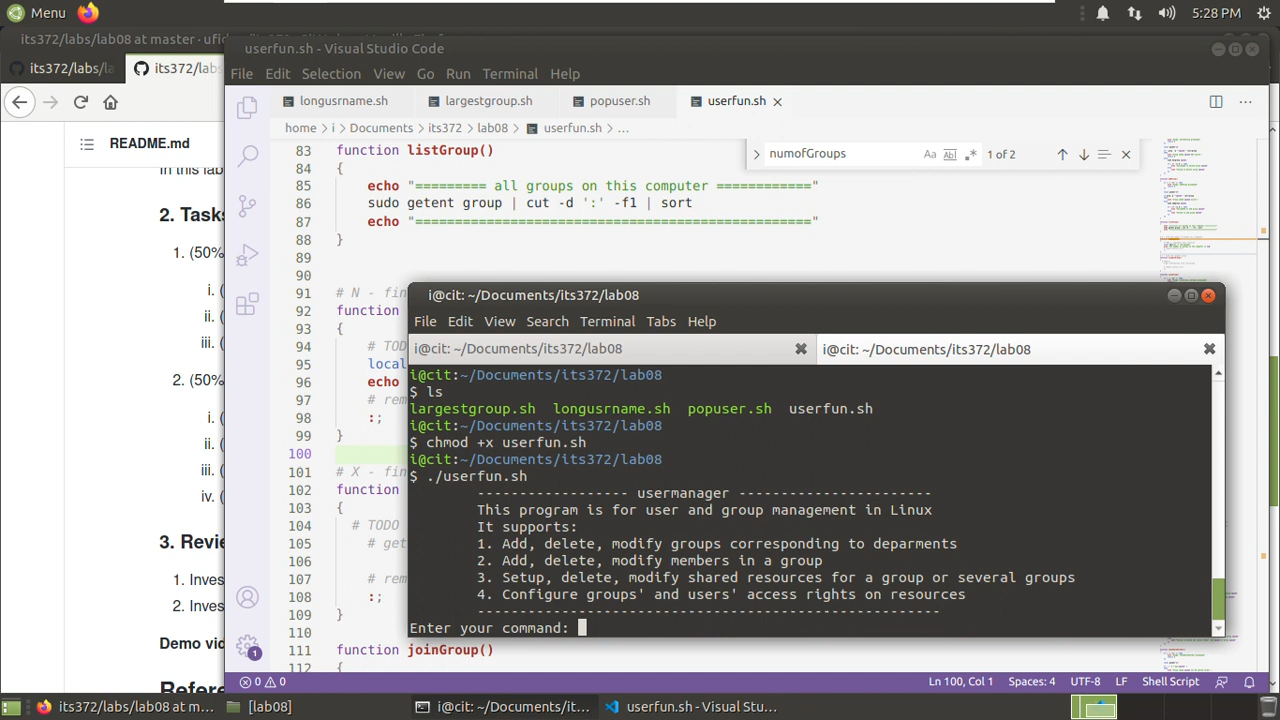 Menu
5:28 PM
its372/labs/lab08 at master · ufid
userfun.sh - Visual Studio Code
its372/labs/la
its372/labs
File Edit Selection View Go Run Terminal Help
longusrname.sh largestgroup.sh popuser.sh userfun.sh
home › i › Documents › its372 › lab08 › userfun.sh › ...
README.md
In this lab
2. Tasks
1. (50%
i. (
ii. (
iii. (
2. (50%
i. (
ii. (
iii. (
iv. (
3. Revie
1. Inves
2. Inves
Demo vid
Refere
numofGroups
Aa Ab| .* 1 of 2
83 function listGroup()
84 {
85 echo "========= all groups on this computer ============"
86 sudo getent group | cut -d ':' -f1 | sort
87 echo "=================================================="
88 }
89
90
91 # N - fin
92 function
93 {
94 # TOD
95 local
96 echo
97 # rem
98 :;
99 }
100
101 # X - fin
102 function
103 {
104 # TODO
105 # get
106
107 # rem
108 :;
109 }
110
111 function joinGroup()
112 {
i@cit: ~/Documents/its372/lab08
File Edit View Search Terminal Tabs Help
i@cit: ~/Documents/its372/lab08
i@cit: ~/Documents/its372/lab08
i@cit:~/Documents/its372/lab08
$ ls
largestgroup.sh longusrname.sh popuser.sh userfun.sh
i@cit:~/Documents/its372/lab08
$ chmod +x userfun.sh
i@cit:~/Documents/its372/lab08
$ ./userfun.sh
------------------ usermanager -----------------------
This program is for user and group management in Linux
It supports:
1. Add, delete, modify groups corresponding to deparments
2. Add, delete, modify members in a group
3. Setup, delete, modify shared resources for a group or several groups
4. Configure groups' and users' access rights on resources
-------------------------------------------------------
Enter your command:
1
0 0
Ln 100, Col 1 Spaces: 4 UTF-8 LF Shell Script
its372/labs/lab08 at m... [lab08] i@cit: ~/Documents/it... userfun.sh - Visual Stu...